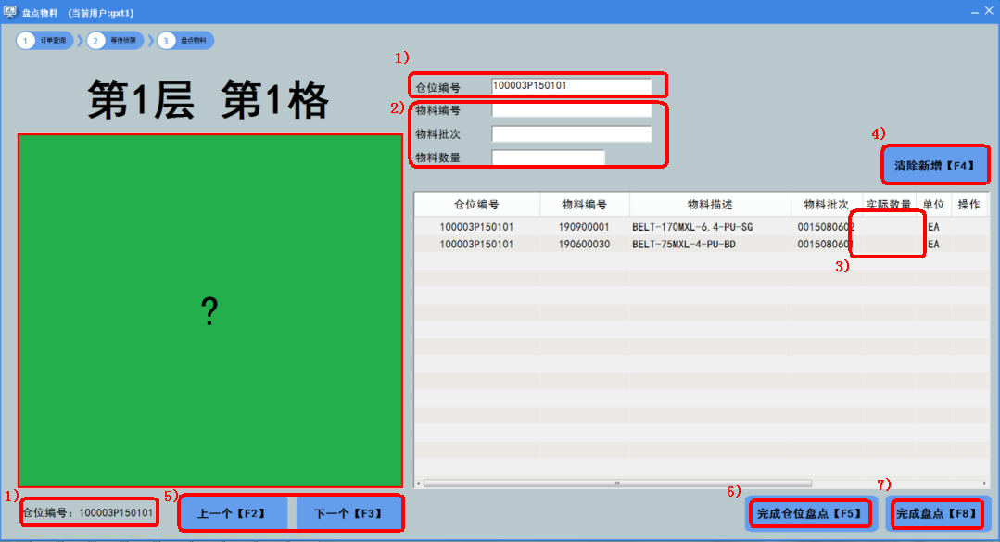 盘点物料 (当前用户:gxt1)
1 订单查询 2 等待货架 3 盘点物料
第1层 第1格
1)
仓位编号 100003P150101
2)
物料编号
物料批次
物料数量
4)
清除新增【F4】
仓位编号 物料编号 物料描述 物料批次 实际数量 单位 操作
100003P150101 190900001 BELT-170MXL-6.4-PU-SG 0015080602 EA
100003P150101 190600030 BELT-75MXL-4-PU-BD 0015080601 EA
3)
?
1)
仓位编号: 100003P150101
5)
上一个【F2】 下一个【F3】
6)
完成仓位盘点【F5】
7)
完成盘点【F8】